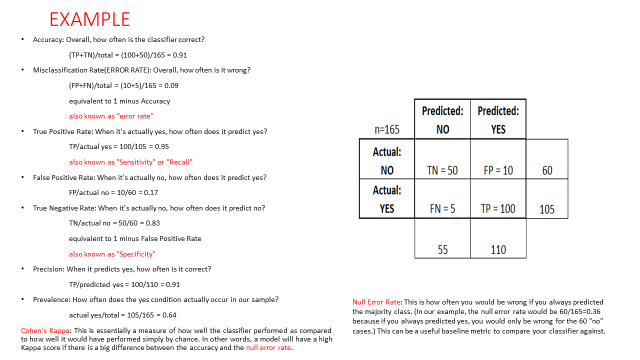 EXAMPLE
• Accuracy: Overall, how often is the classifier correct?
(TP+TN)/total = (100+50)/165 = 0.91
• Misclassification Rate(ERROR RATE): Overall, how often is it wrong?
(FP+FN)/total = (10+5)/165 = 0.09
equivalent to 1 minus Accuracy
also known as "error rate"
• True Positive Rate: When it's actually yes, how often does it predict yes?
TP/actual yes = 100/105 = 0.95
also known as "Sensitivity" or "Recall"
• False Positive Rate: When it's actually no, how often does it predict yes?
FP/actual no = 10/60 = 0.17
• True Negative Rate: When it's actually no, how often does it predict no?
TN/actual no = 50/60 = 0.83
equivalent to 1 minus False Positive Rate
also known as "Specificity"
• Precision: When it predicts yes, how often is it correct?
TP/predicted yes = 100/110 = 0.91
• Prevalence: How often does the yes condition actually occur in our sample?
actual yes/total = 105/165 = 0.64
Cohen's Kappa: This is essentially a measure of how well the classifier performed as compared
to how well it would have performed simply by chance. In other words, a model will have a high
Kappa score if there is a big difference between the accuracy and the null error rate.
Predicted: Predicted:
n=165 NO YES
Actual:
NO TN = 50 FP = 10 60
Actual:
YES FN = 5 TP = 100 105
55 110
Null Error Rate: This is how often you would be wrong if you always predicted
the majority class. (In our example, the null error rate would be 60/165=0.36
because if you always predicted yes, you would only be wrong for the 60 "no"
cases.) This can be a useful baseline metric to compare your classifier against.